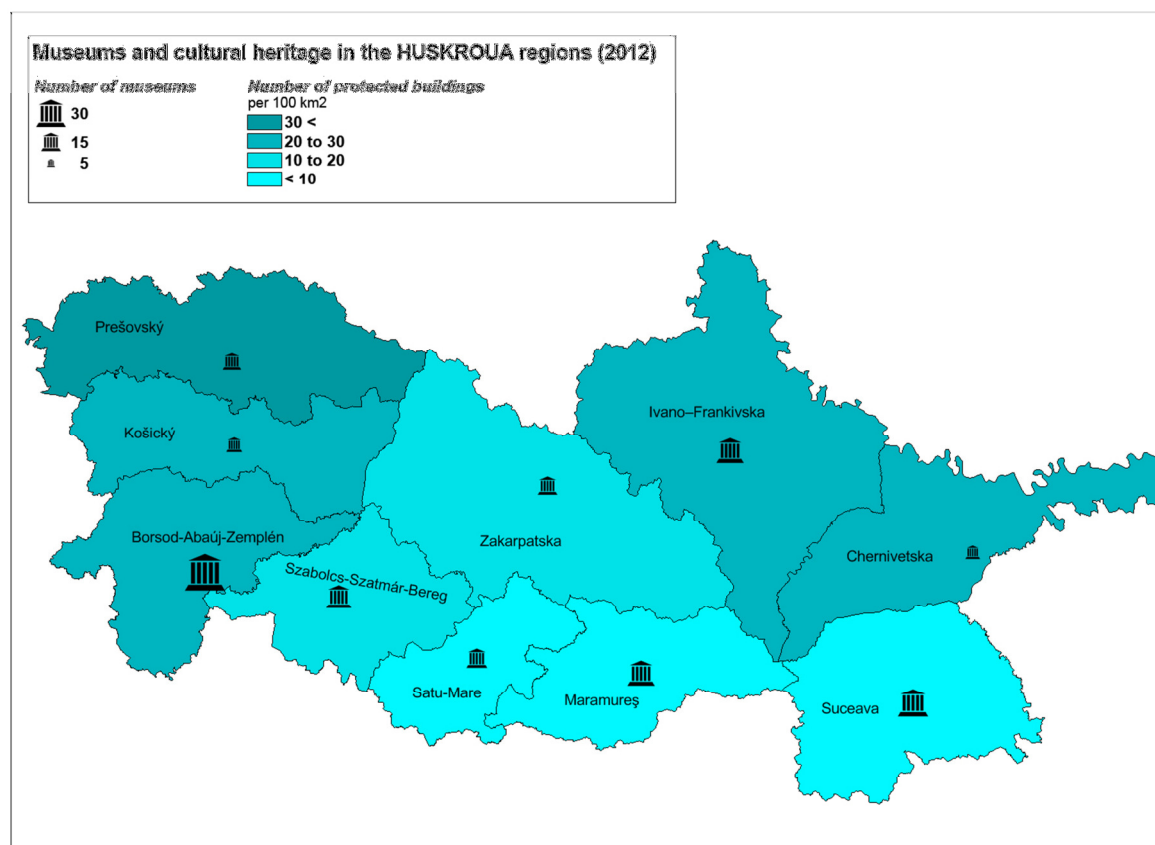 Museums and cultural heritage in the HUSKROUA regions (2012)
Number of museums
Number of protected buildings
per 100 km2
30
15
5
30 <
20 to 30
10 to 20
< 10
Prešovský
Košický
Ivano–Frankivska
Borsod-Abaúj-Zemplén
Zakarpatska
Chernivetska
Szabolcs-Szatmár-Bereg
Satu-Mare
Maramureş
Suceava